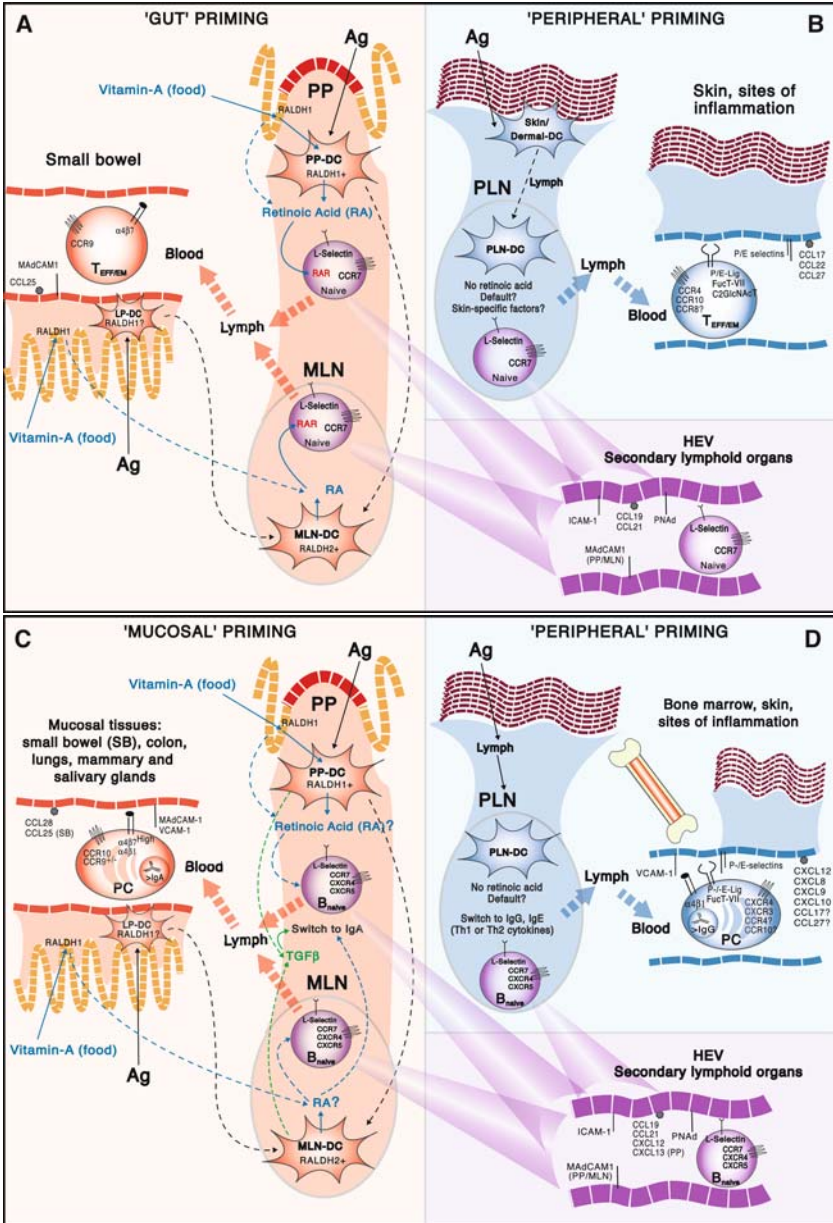 A
'GUT' PRIMING
Ag
PP
Vitamin-A (food)
RALDH1
PP-DC
RALDH1+
Small bowel
Retinoic Acid (RA)
CCR9
α4β7
TEFF/EM
MAdCAM1
CCL25
Blood
L-Selectin
RAR
CCR7
Naive
LP-DC
RALDH1?
RALDH1
Lymph
MLN
L-Selectin
RAR
CCR7
Naive
Vitamin-A (food)
Ag
RA
MLN-DC
RALDH2+
'PERIPHERAL' PRIMING
B
Ag
Skin/
Dermal-DC
Skin, sites of
inflammation
Lymph
PLN
PLN-DC
No retinoic acid
Default?
Skin-specific factors?
L-Selectin
CCR7
Naive
Lymph
Blood
P/E selectins
CCL17
CCL22
CCL27
P/E-Lig
FucT-VII
C2GlcNAcT
CCR4
CCR10
CCR8?
TEFF/EM
HEV
Secondary lymphoid organs
ICAM-1
CCL19
CCL21
PNAd
L-Selectin
CCR7
Naive
MAdCAM1
(PP/MLN)
C
'MUCOSAL' PRIMING
Ag
PP
Vitamin-A (food)
RALDH1
PP-DC
RALDH1+
Mucosal tissues:
small bowel (SB), colon,
lungs, mammary and
salivary glands
Retinoic Acid (RA)?
CCL28
CCL25 (SB)
MAdCAM-1
VCAM-1
α4β7High
α4β1
CCR10
CCR9+/-
PC
>IgA
Blood
L-Selectin
CCR7
CXCR4
CXCR5
Bnaive
LP-DC
RALDH1?
RALDH1
Lymph
Switch to IgA
TGFβ
MLN
L-Selectin
CCR7
CXCR4
CXCR5
Bnaive
Vitamin-A (food)
Ag
RA?
MLN-DC
RALDH2+
'PERIPHERAL' PRIMING
D
Ag
Lymph
PLN
Bone marrow, skin,
sites of inflammation
PLN-DC
No retinoic acid
Default?
Switch to IgG, IgE
(Th1 or Th2 cytokines)
L-Selectin
CCR7
CXCR4
CXCR5
Bnaive
Lymph
Blood
VCAM-1
P-/E-selectins
CXCL12
CXCL8
CXCL9
CXCL10
CCL17?
CCL27?
α4β1
P-/-E-Lig
FucT-VII
>IgG
CXCR4
CXCR3
CCR4?
CCR10?
PC
HEV
Secondary lymphoid organs
ICAM-1
CCL19
CCL21
CXCL12
CXCL13 (PP)
PNAd
L-Selectin
CCR7
CXCR4
CXCR5
Bnaive
MAdCAM1
(PP/MLN)